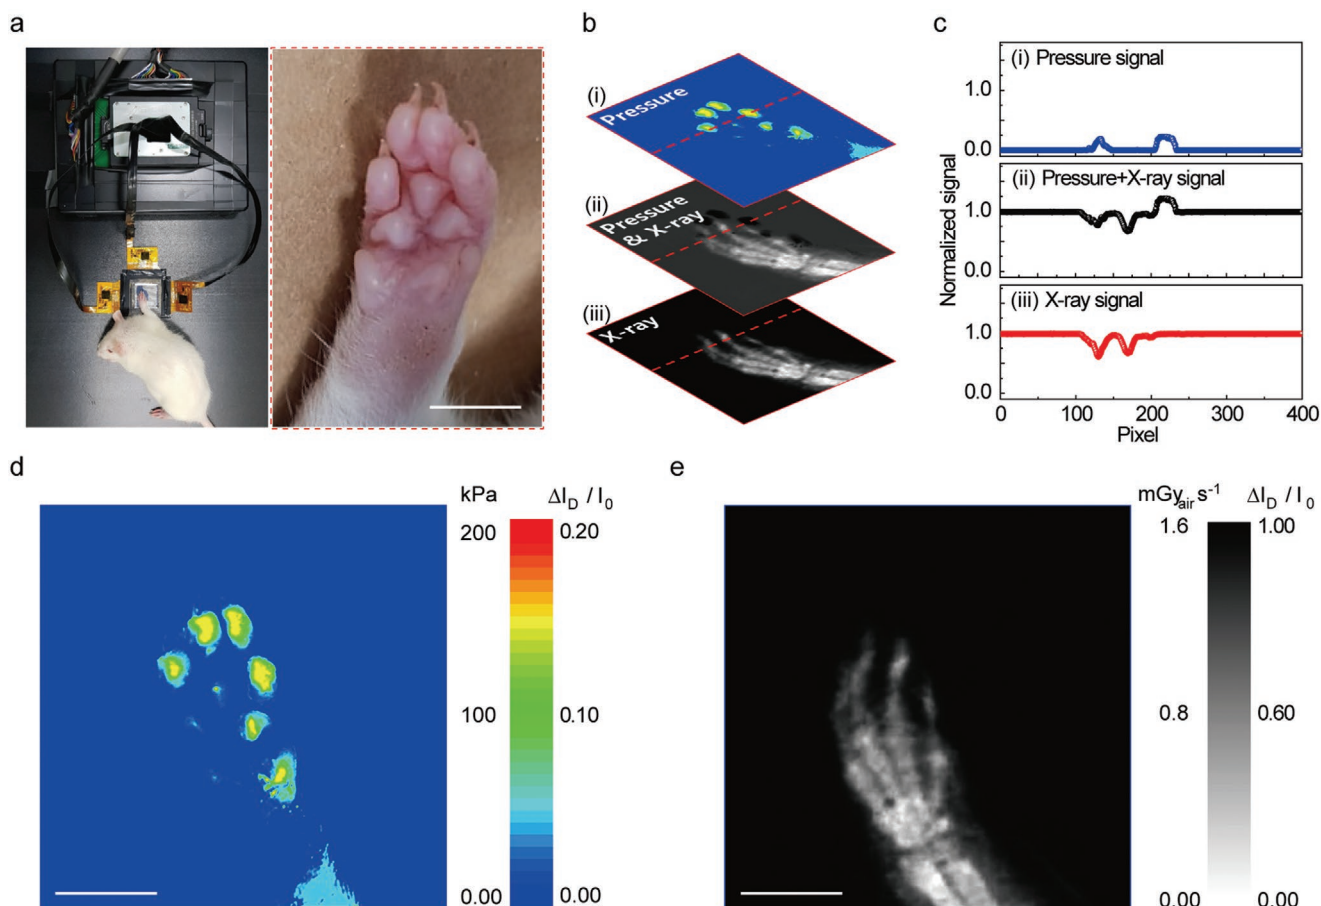 a
b
(i)
Pressure
(ii)
Pressure
& X-ray
(iii)
X-ray
c
Normalized signal
(i) Pressure signal
1.0
0.0
(ii) Pressure+X-ray signal
1.0
0.0
(iii) X-ray signal
1.0
0.0
0 100 200 300 400
Pixel
d
kPa ΔI_D / I_0
200 0.20
100 0.10
0.00 0.00
e
mGy_air s⁻¹ ΔI_D / I_0
1.6 1.00
0.8 0.60
0.00 0.00